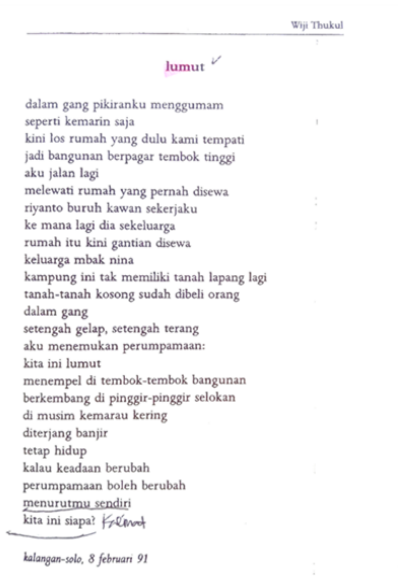 Wiji Thukul
lumut
dalam gang pikiranku menggumam
seperti kemarin saja
kini los rumah yang dulu kami tempati
jadi bangunan berpagar tembok tinggi
aku jalan lagi
melewati rumah yang pernah disewa
riyanto buruh kawan sekerjaku
ke mana lagi dia sekeluarga
rumah itu kini gantian disewa
keluarga mbak nina
kampung ini tak memiliki tanah lapang lagi
tanah-tanah kosong sudah dibeli orang
dalam gang
setengah gelap, setengah terang
aku menemukan perumpamaan:
kita ini lumut
menempel di tembok-tembok bangunan
berkembang di pinggir-pinggir selokan
di musim kemarau kering
diterjang banjir
tetap hidup
kalau keadaan berubah
perumpamaan boleh berubah
menurutmu sendiri
kita ini siapa?
kalangan-solo, 8 februari 91